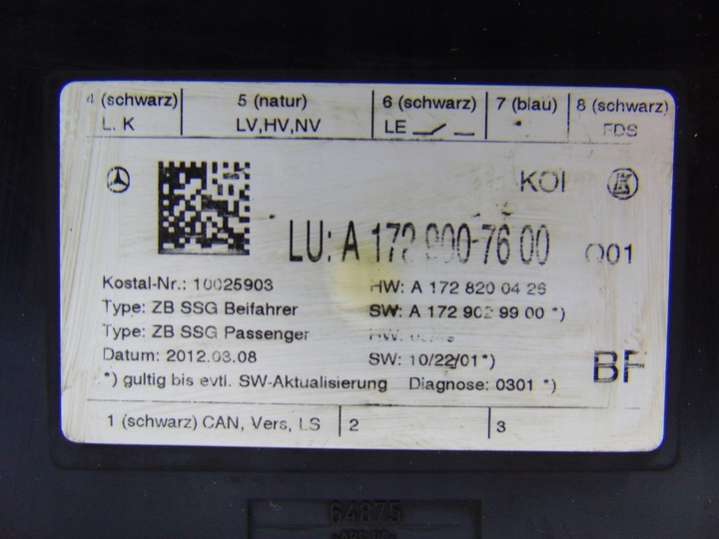 4 (schwarz) 5 (natur) 6 (schwarz) 7 (blau) 8 (schwarz)
L. K LV,HV,NV LE FDS
KOI
LU: A 172 900 76 00 Q01
Kostal-Nr.: 10025903 HW: A 172 820 04 26
Type: ZB SSG Beifahrer SW: A 172 902 99 00 *)
Type: ZB SSG Passenger HW:
Datum: 2012.03.08 SW: 10/22/01*) BF
*) gultig bis evtl. SW-Aktualisierung Diagnose: 0301 *)
1 (schwarz) CAN, Vers, LS 2 3
64875